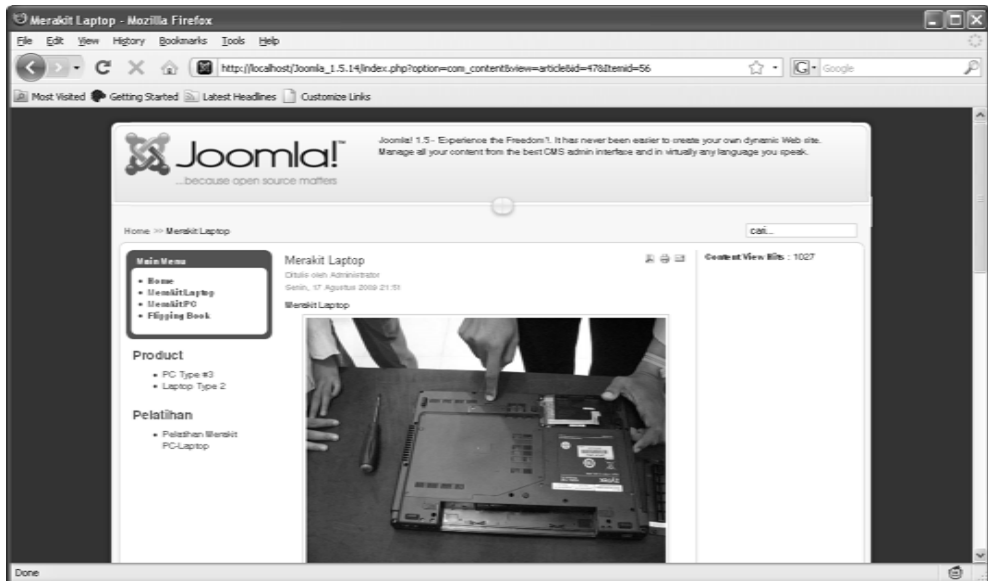 Merakit Laptop - Mozilla Firefox
File Edit View History Bookmarks Tools Help
http://localhost/Joomla_1.5.14/index.php?option=com_content&view=article&id=47&Itemid=56
G Google
Most Visited Getting Started Latest Headlines Customize Links
Joomla!
...because open source matters
Joomla! 1.5 - Experience the Freedom!. It has never been easier to create your own dynamic Web site.
Manage all your content from the best CMS admin interface and in virtually any language you speak.
Home >> Merakit Laptop
cari...
Main Menu
Home
Merakit Laptop
Merakit PC
Flipping Book
Product
PC Type #3
Laptop Type 2
Pelatihan
Pelatihan Merakit
PC-Laptop
Merakit Laptop
Ditulis oleh Administrator
Senin, 17 Agustus 2009 21:51
Merakit Laptop
zyrex
Content View Hits : 1027
Done